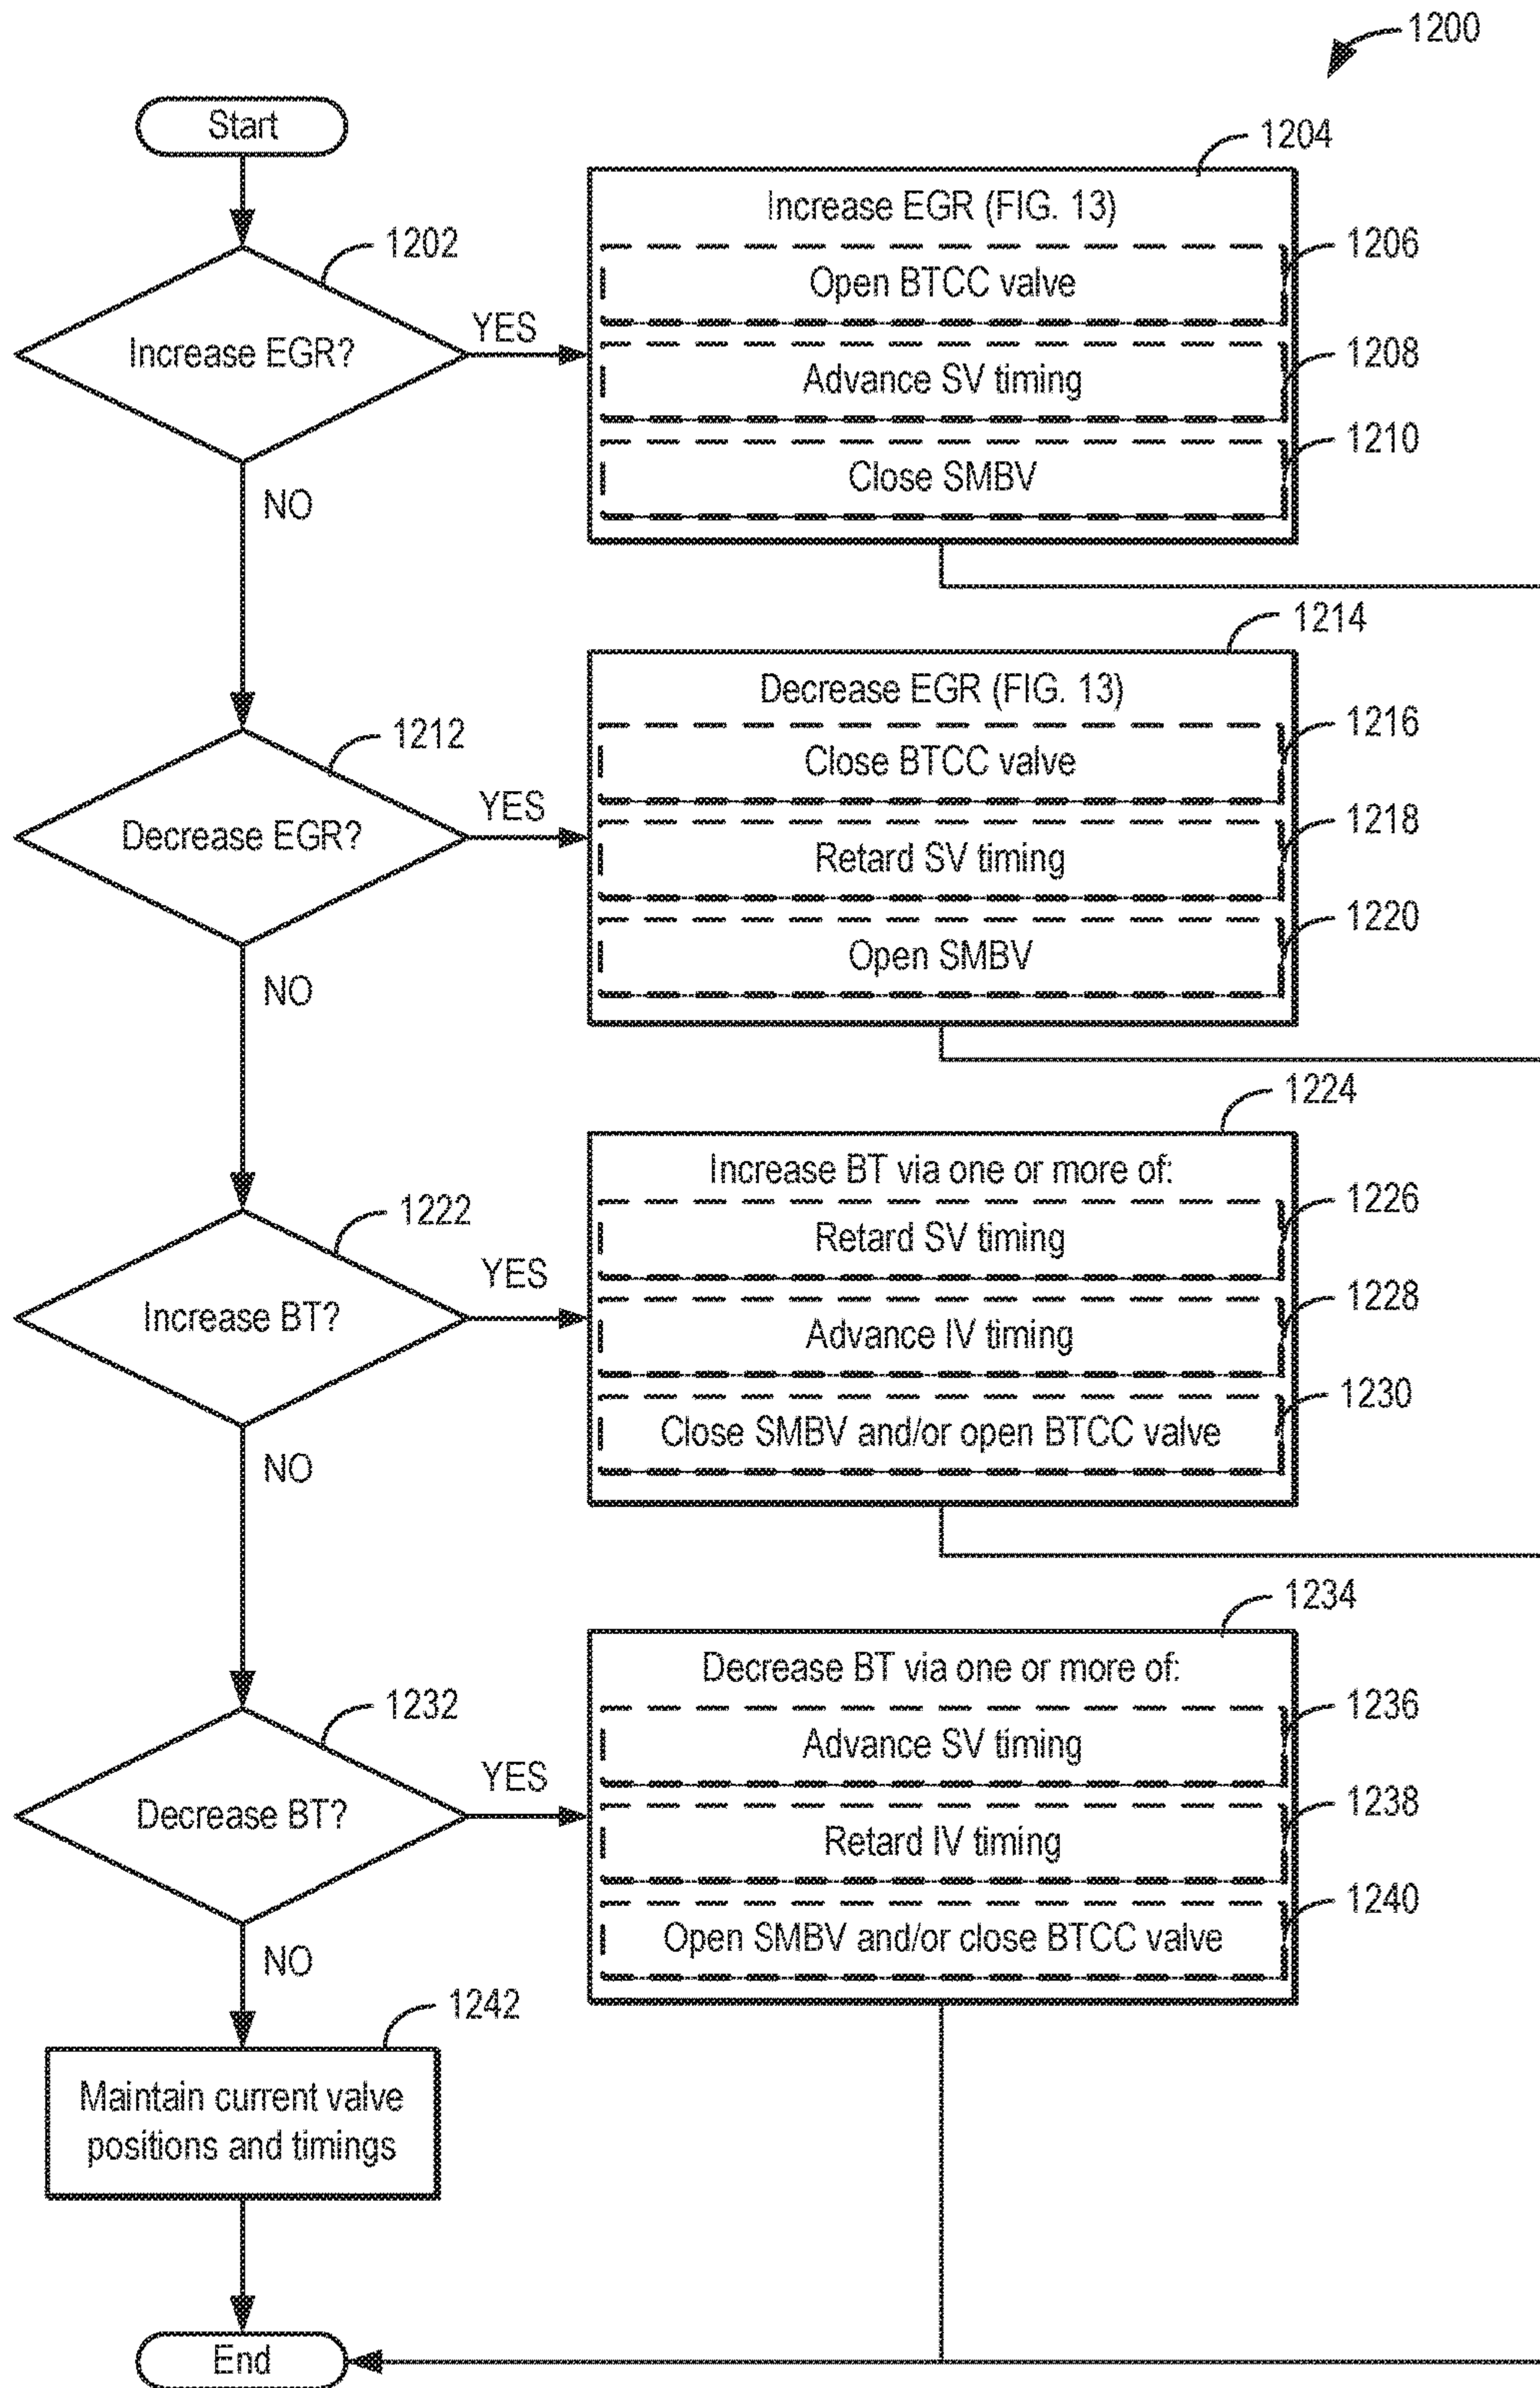 1200
Start
1204
Increase EGR (FIG. 13)
1202
1206
Open BTCC valve
YES
Increase EGR?
1208
Advance SV timing
1210
Close SMBV
NO
1214
Decrease EGR (FIG. 13)
1212
1216
Close BTCC valve
YES
Decrease EGR?
1218
Retard SV timing
1220
Open SMBV
NO
1224
Increase BT via one or more of:
1222
1226
Retard SV timing
YES
Increase BT?
1228
Advance IV timing
1230
Close SMBV and/or open BTCC valve
NO
1234
Decrease BT via one or more of:
1232
1236
Advance SV timing
YES
Decrease BT?
1238
Retard IV timing
1240
Open SMBV and/or close BTCC valve
NO
1242
Maintain current valve
positions and timings
End